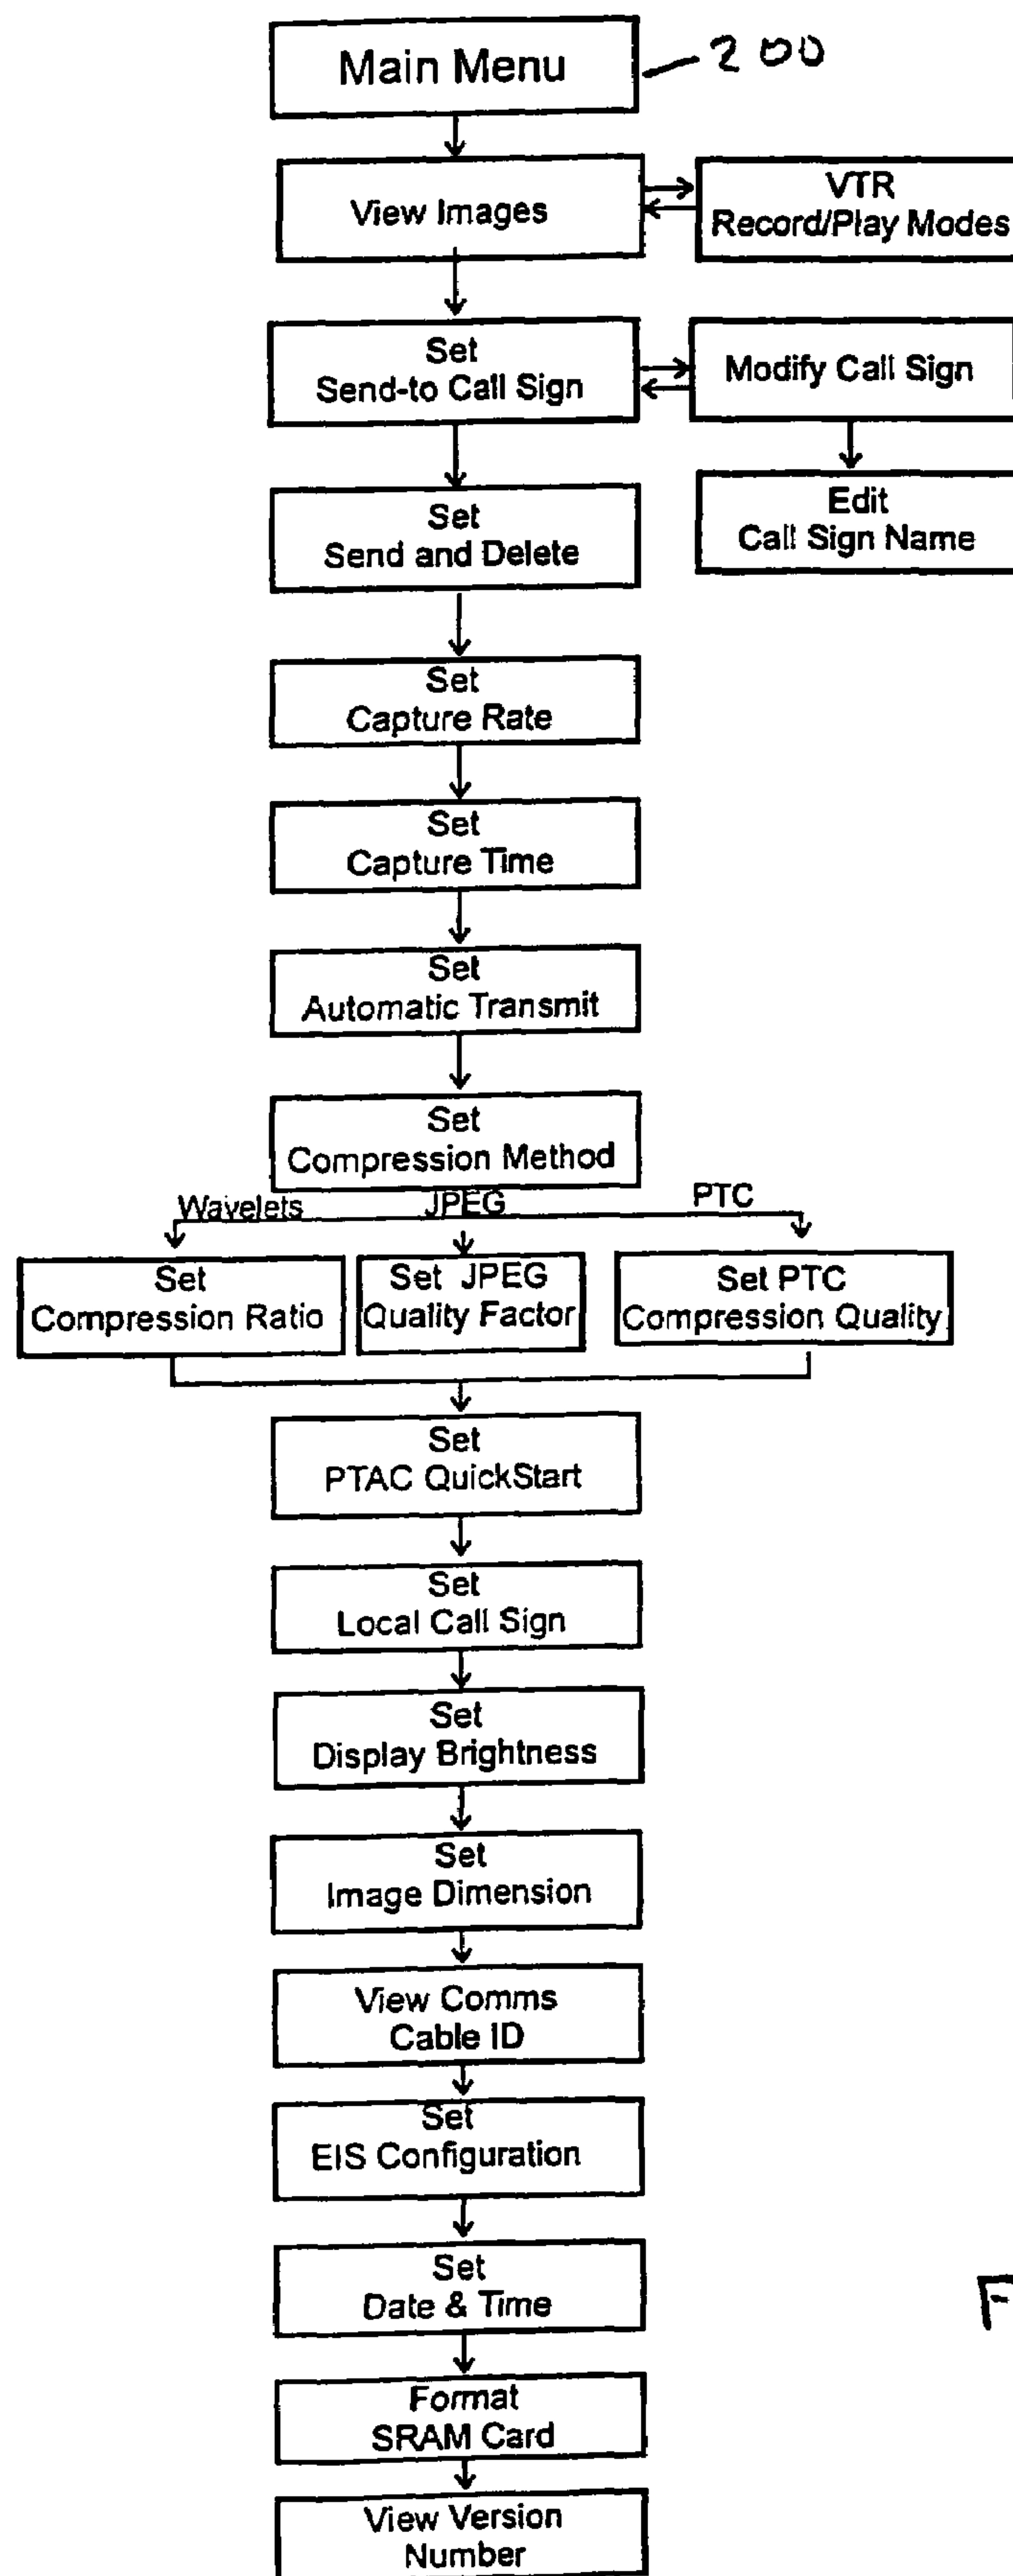 Main Menu
200
View Images
VTR
Record/Play Modes
Set
Send-to Call Sign
Modify Call Sign
Set
Send and Delete
Edit
Call Sign Name
Set
Capture Rate
Set
Capture Time
Set
Automatic Transmit
Set
Compression Method
Wavelets
JPEG
PTC
Set
Compression Ratio
Set JPEG
Quality Factor
Set PTC
Compression Quality
Set
PTAC QuickStart
Set
Local Call Sign
Set
Display Brightness
Set
Image Dimension
View Comms
Cable ID
Set
EIS Configuration
Set
Date & Time
Format
SRAM Card
View Version
Number